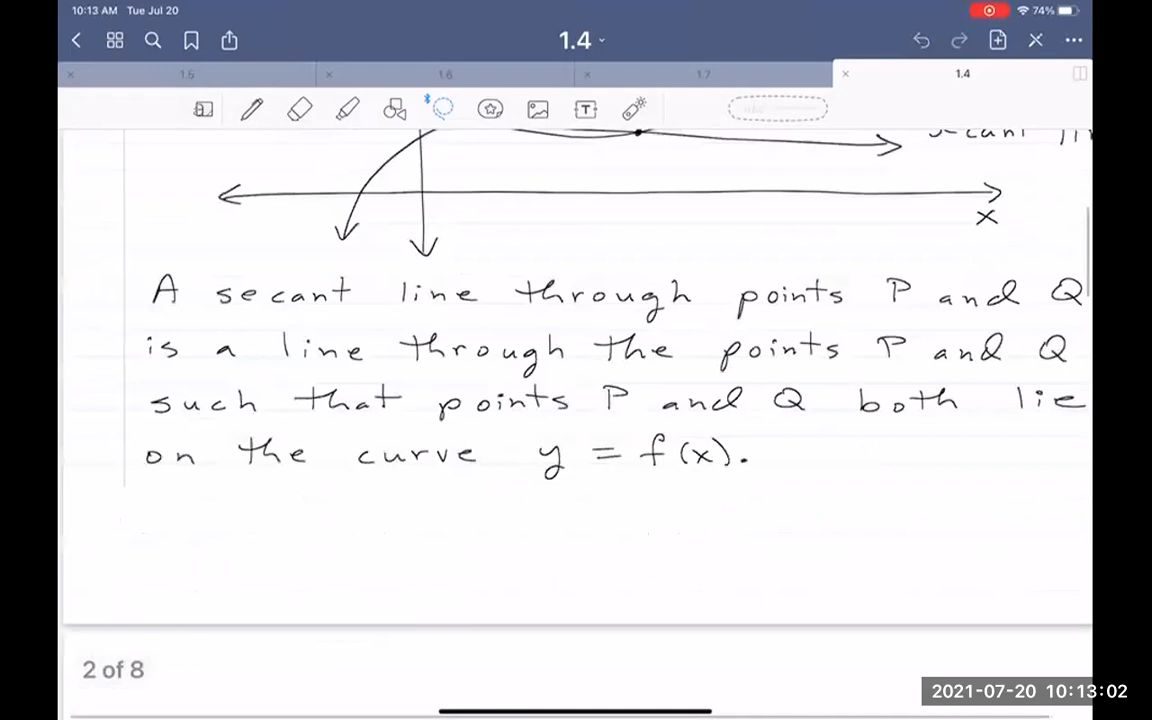 10:13 AM Tue Jul 20
74%
1.4
1.5
1.6
1.7
1.4
T
x
A secant line through points P and Q
is a line through the points P and Q
such that points P and Q both lie
on the curve y = f(x).
2 of 8
2021-07-20 10:13:02